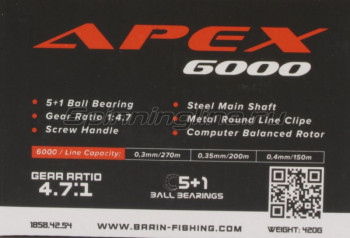 APEX
6000
• 5+1 Ball Bearing
• Gear Ratio 1:4.7
• Screw Handle
• Steel Main Shaft
• Metal Round Line Clipe
• Computer Balanced Rotor
6000 / Line Capacity: 0,3mm/270m 0,35mm/200m 0,4mm/150m
GEAR RATIO
4.7:1
5+1
BALL BEARINGS
1858.42.54
WWW.BRAIN-FISHING.COM
WEIGHT: 420G